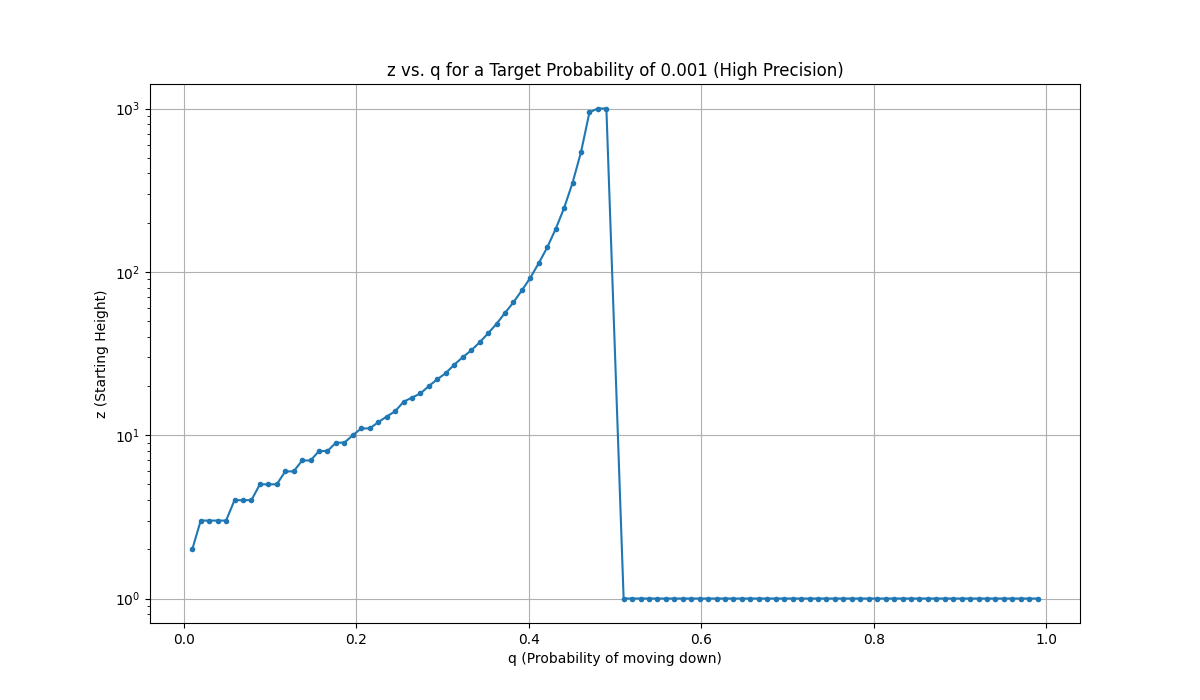 z vs. q for a Target Probability of 0.001 (High Precision)
z (Starting Height)
10³
10²
10¹
10⁰
0.0 0.2 0.4 0.6 0.8 1.0
q (Probability of moving down)